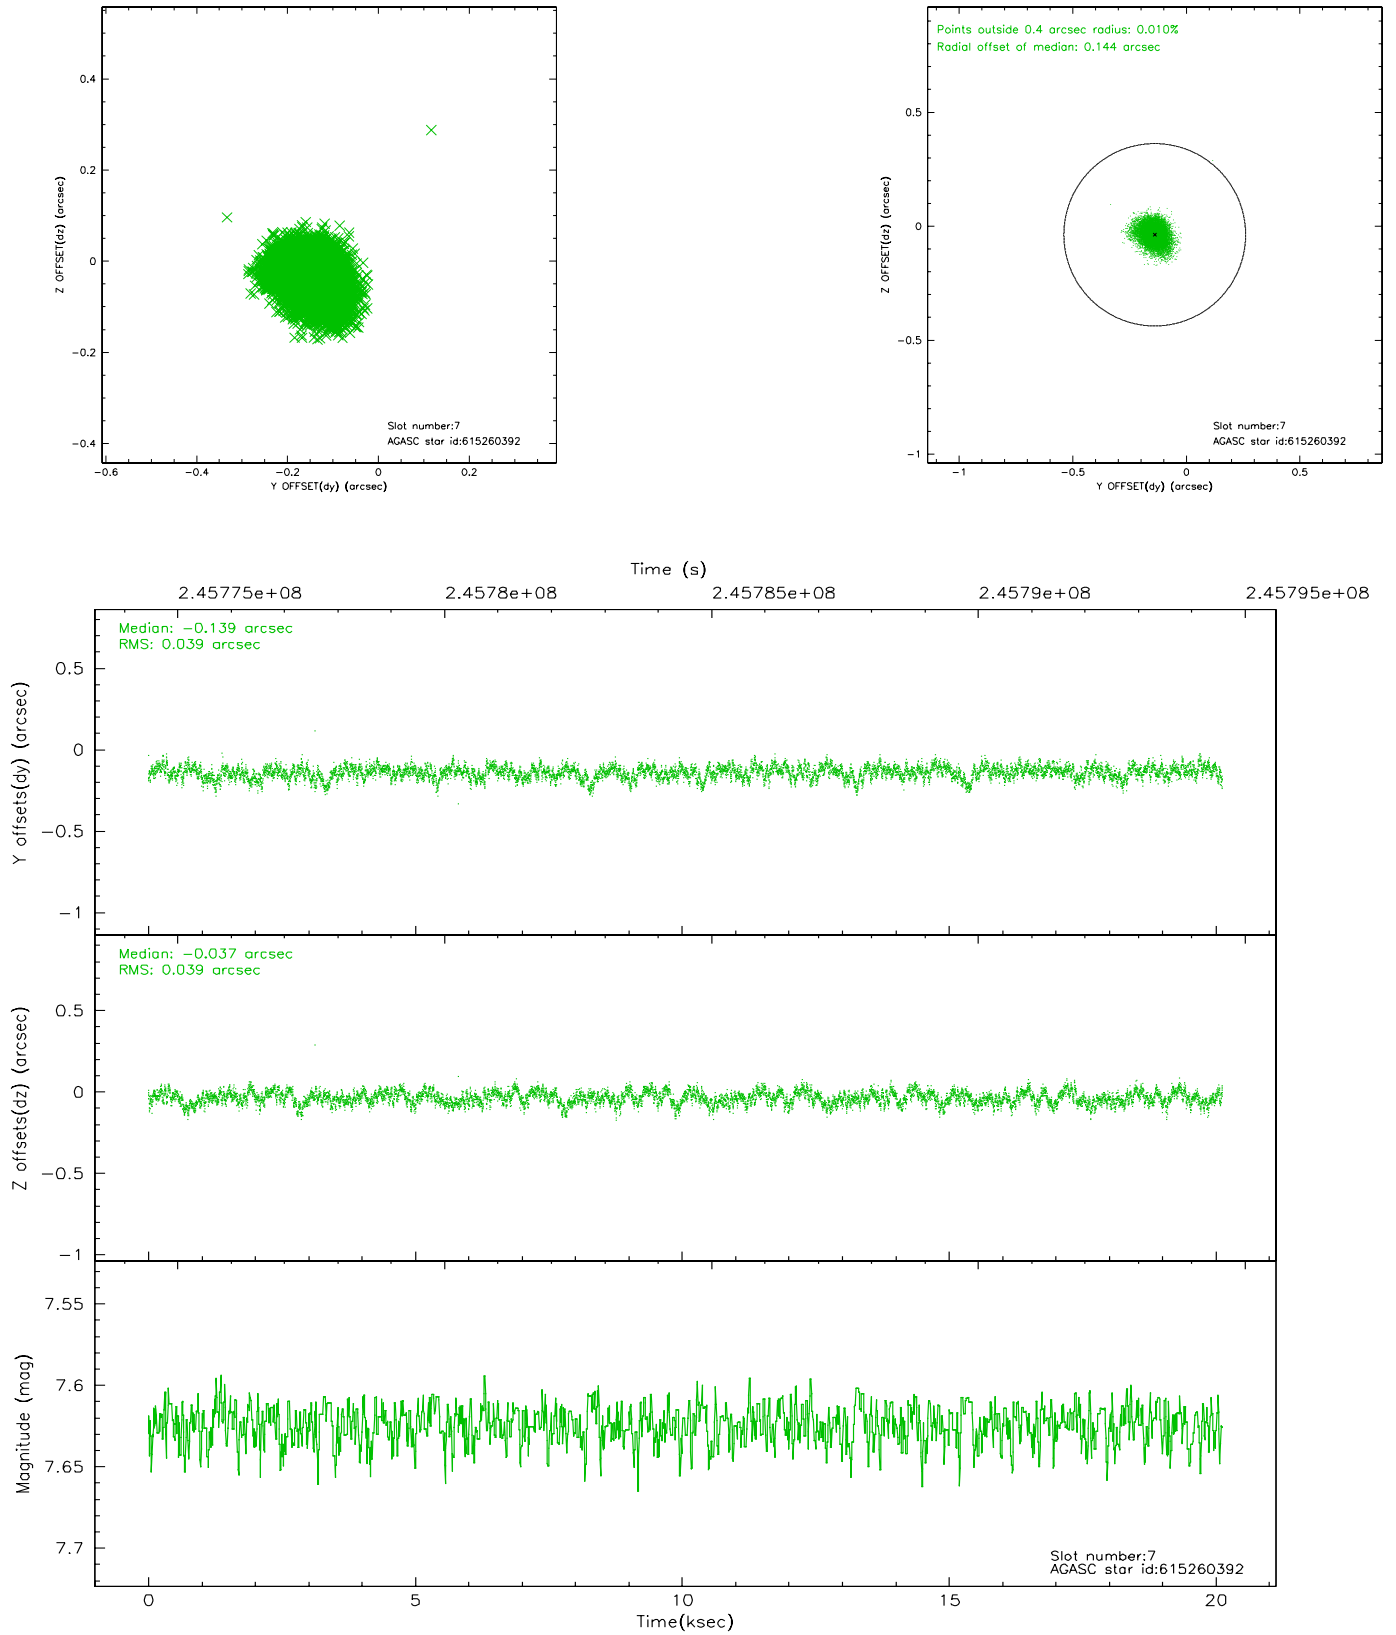 0.4
0.2
0
-0.2
-0.4
Z OFFSET(dz) (arcsec)
Slot number:7
AGASC star id:615260392
-0.6
-0.4
-0.2
0
0.2
Y OFFSET(dy) (arcsec)
Points outside 0.4 arcsec radius: 0.010%
Radial offset of median: 0.144 arcsec
0.5
0
-0.5
-1
Z OFFSET(dz) (arcsec)
Slot number:7
AGASC star id:615260392
-1
-0.5
0
0.5
Y OFFSET(dy) (arcsec)
Time (s)
2.45775e+08
2.4578e+08
2.45785e+08
2.4579e+08
2.45795e+08
Median: -0.139 arcsec
RMS: 0.039 arcsec
0.5
0
-0.5
-1
Y offsets(dy) (arcsec)
Median: -0.037 arcsec
RMS: 0.039 arcsec
0.5
0
-0.5
-1
Z offsets(dz) (arcsec)
7.55
7.6
7.65
7.7
Magnitude (mag)
Slot number:7
AGASC star id:615260392
0
5
10
15
20
Time(ksec)